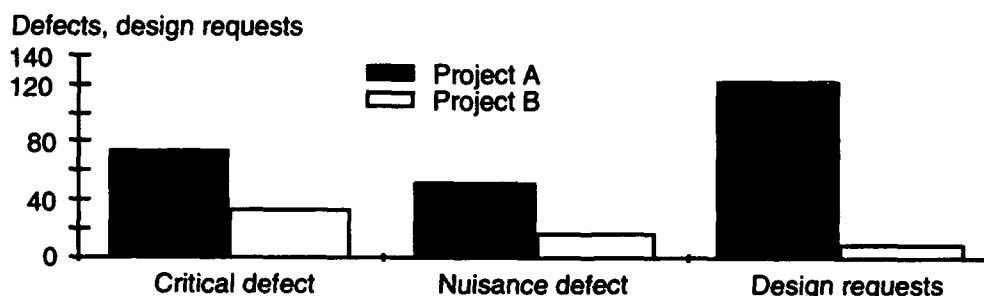 Defects, design requests
140
120
80
40
0
Project A
Project B
Critical defect
Nuisance defect
Design requests